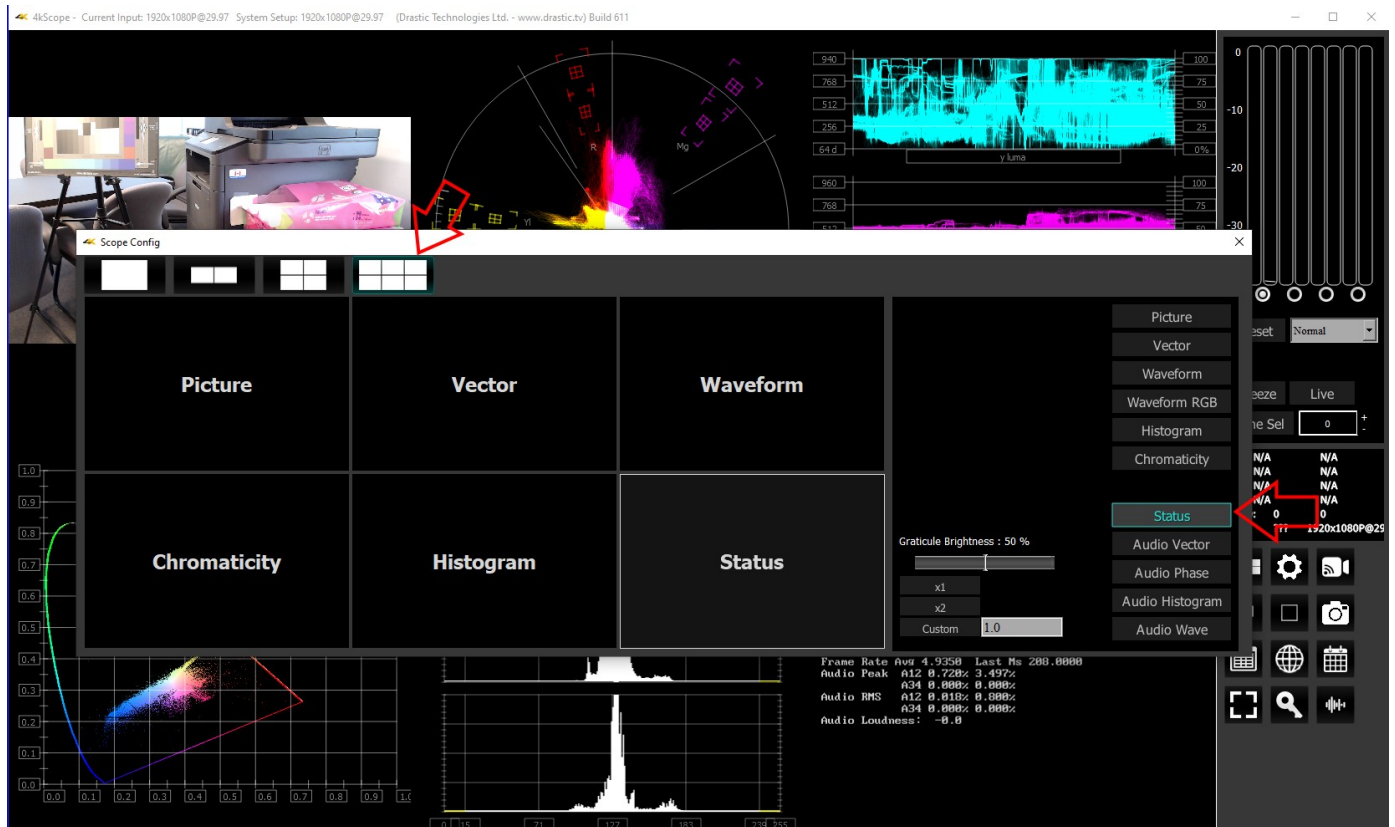 4kScope - Current Input: 1920x1080P@29.97 System Setup: 1920x1080P@29.97 (Drastic Technologies Ltd. - www.drastic.tv) Build 611
940
768
512
256
64 d
100
75
50
25
0%
y luma
960
768
512
100
75
50
R
Mg
Yl
0
-10
-20
-30
Scope Config
Picture
Vector
Waveform
Chromaticity
Histogram
Status
Graticule Brightness : 50 %
x1
x2
Custom 1.0
Picture
Vector
Waveform
Waveform RGB
Histogram
Chromaticity
Status
Audio Vector
Audio Phase
Audio Histogram
Audio Wave
Normal
Live
Sel 0 + -
N/A N/A
N/A N/A
N/A N/A
N/A N/A
: 0 0
1920x1080P@29
1.0
0.9
0.8
0.7
0.6
0.5
0.4
0.3
0.2
0.1
0.0
0.0 0.1 0.2 0.3 0.4 0.5 0.6 0.7 0.8 0.9
0 15 71 127 183 239 255
Frame Rate Avg 4.9350 Last Ms 208.0000
Audio Peak A12 0.720% 3.497%
A34 0.000% 0.000%
Audio RMS A12 0.018% 0.800%
A34 0.000% 0.000%
Audio Loudness: -0.0